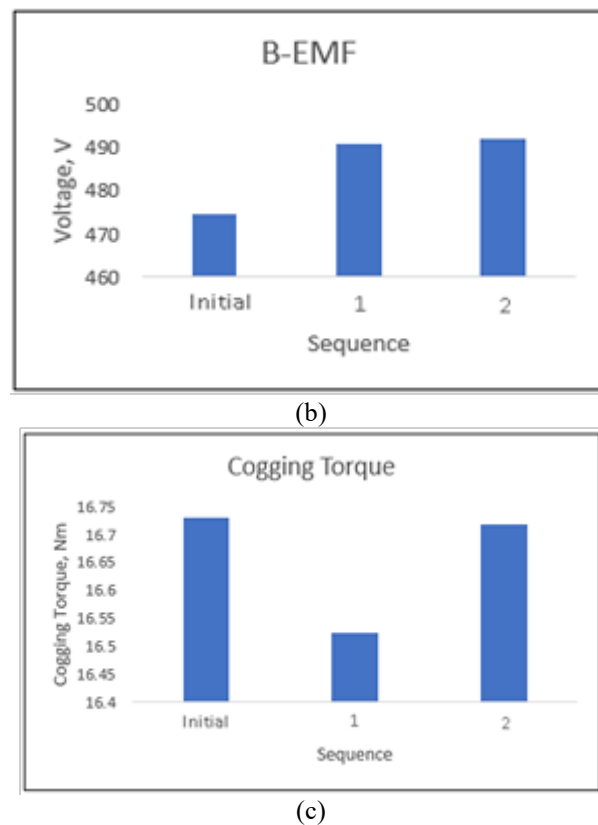 B-EMF
Voltage, V
500
490
480
470
460
Initial 1 2
Sequence
(b)
Cogging Torque
Cogging Torque, Nm
16.75
16.7
16.65
16.6
16.55
16.5
16.45
16.4
Initial 1 2
Sequence
(c)